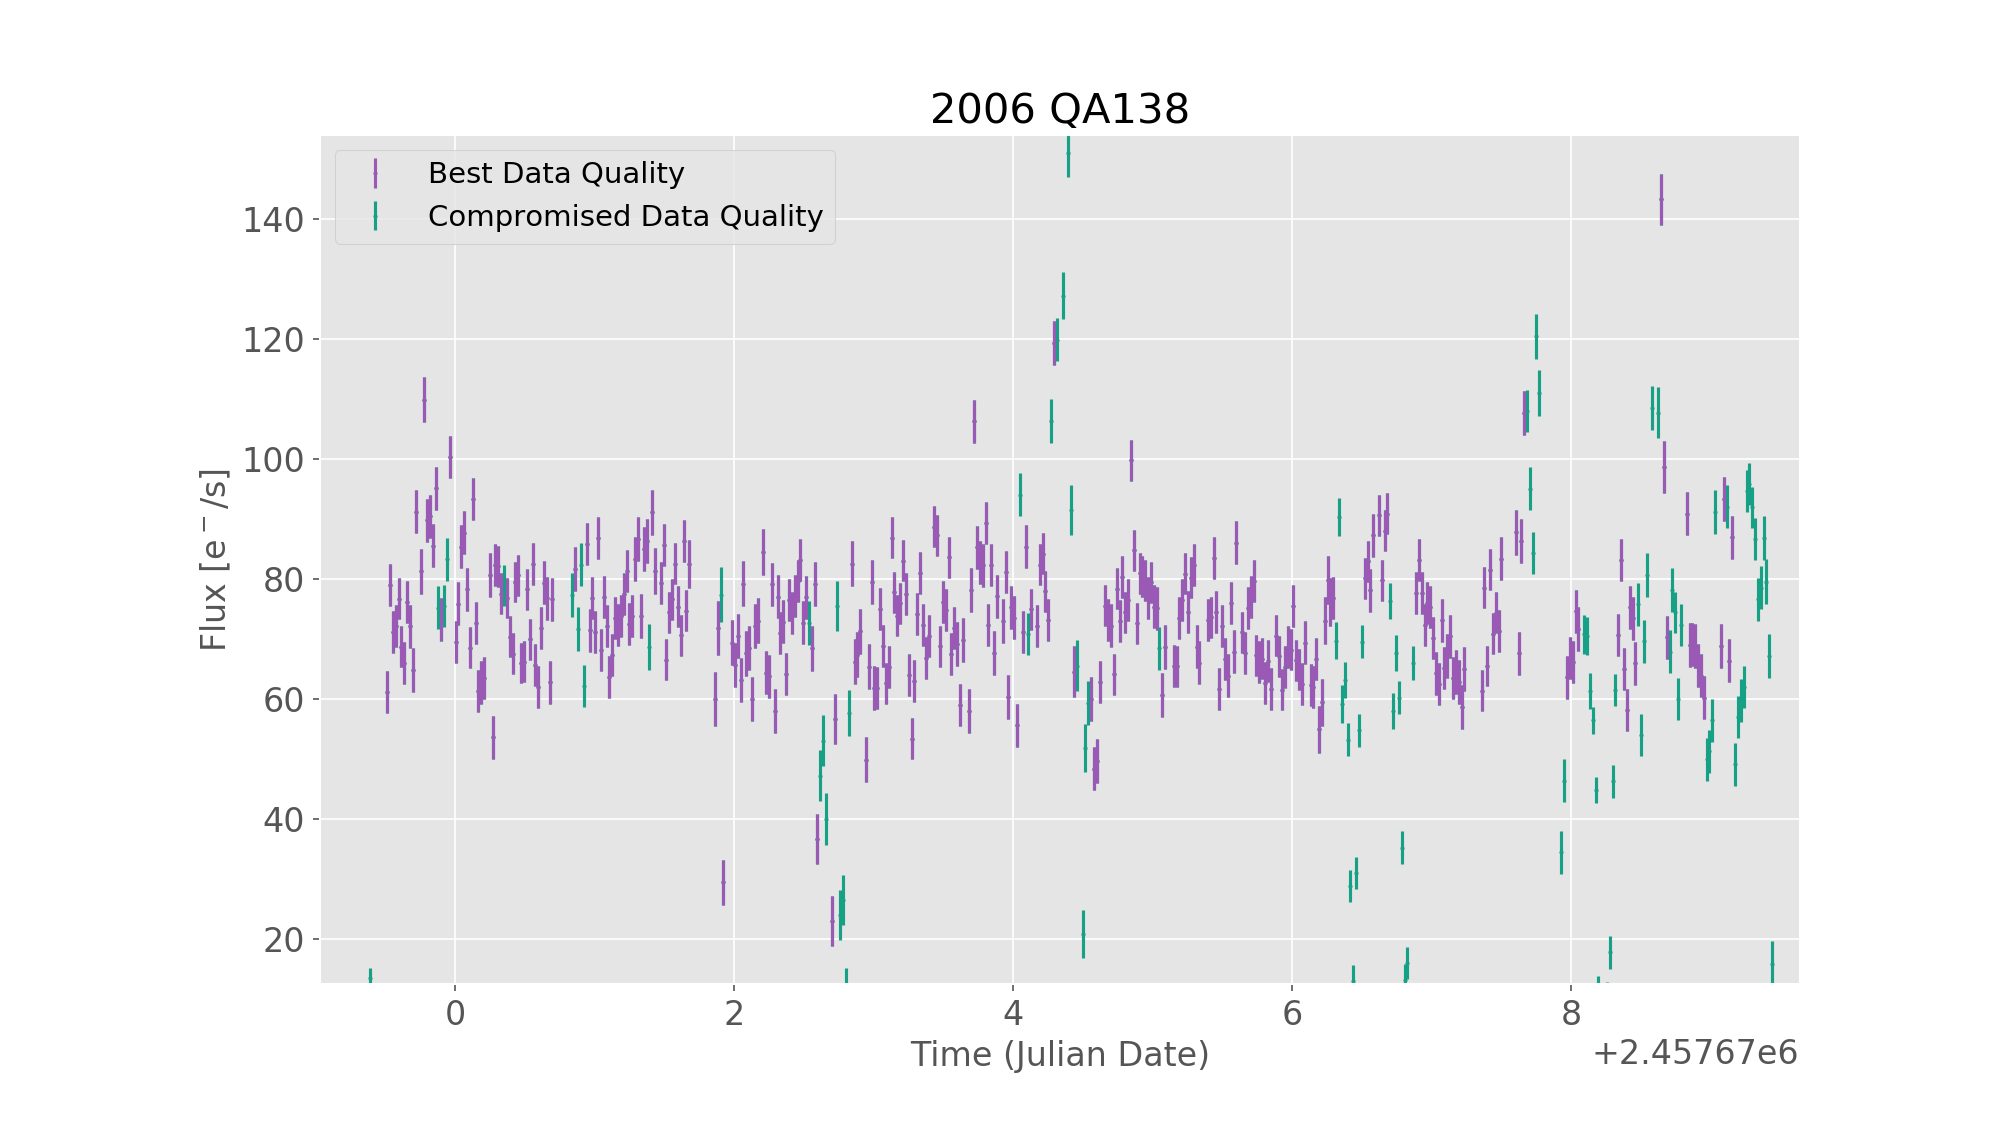 2006 QA138
Best Data Quality
Compromised Data Quality
140
120
100
80
60
40
20
Flux [e⁻/s]
0 2 4 6 8
Time (Julian Date)
+2.45767e6